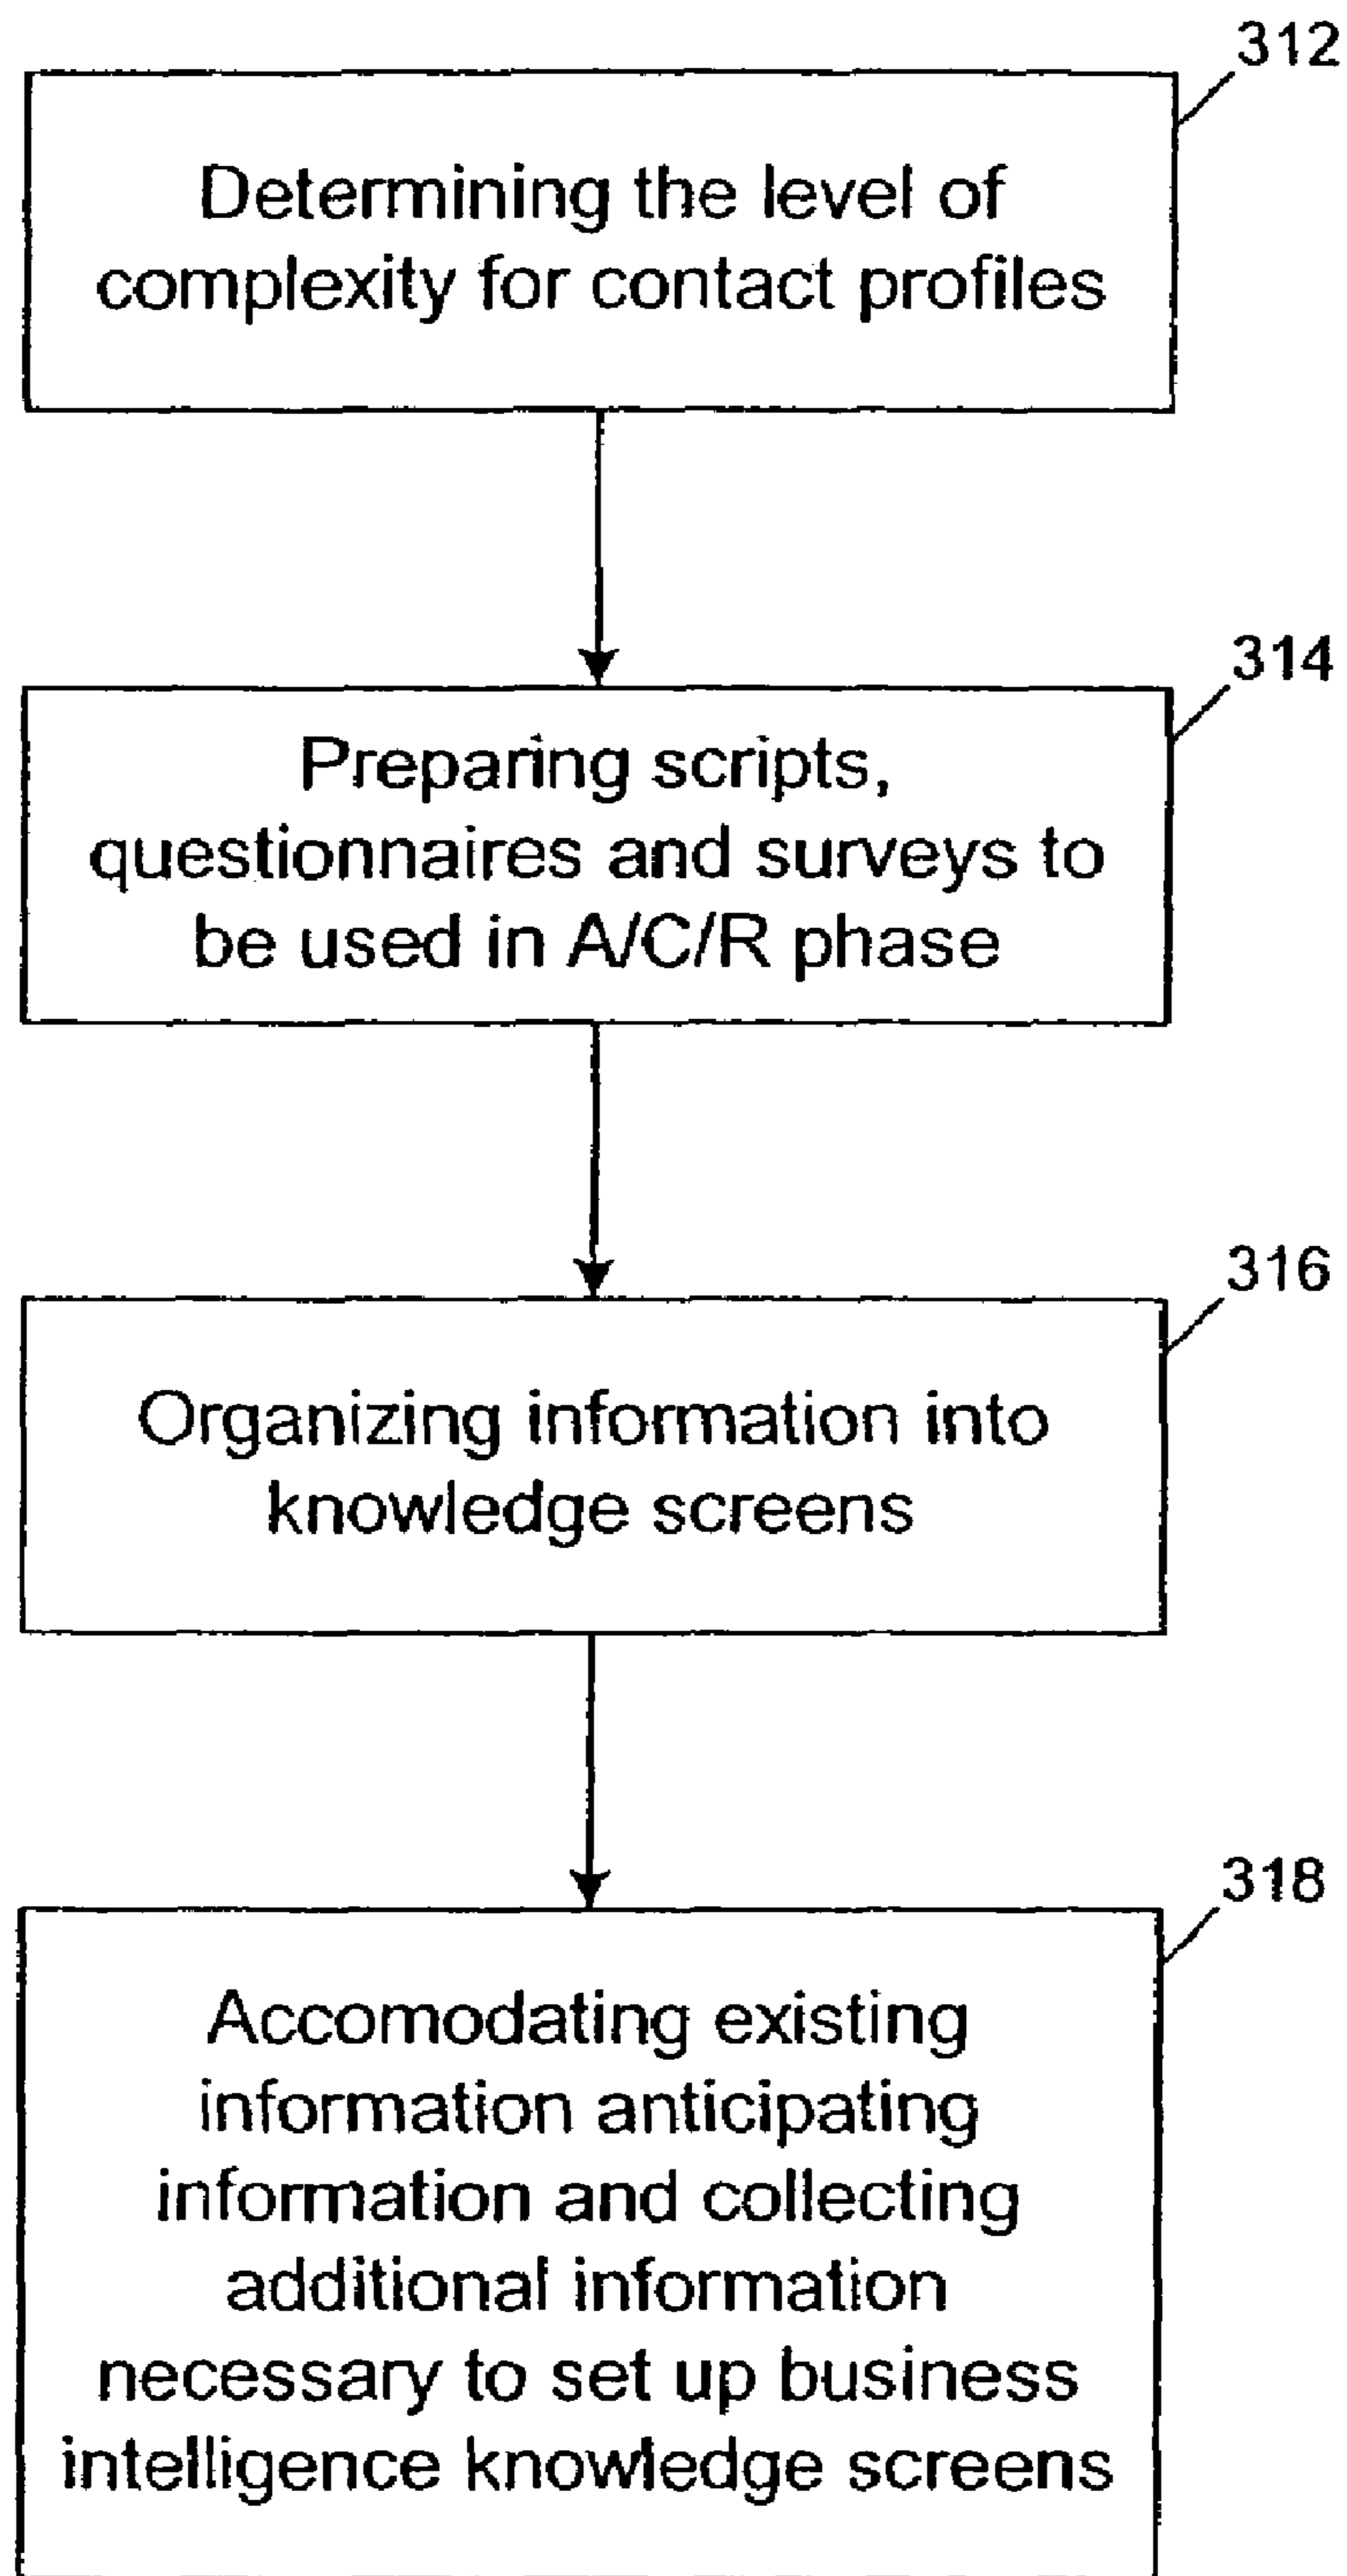 312
Determining the level of
complexity for contact profiles
314
Preparing scripts,
questionnaires and surveys to
be used in A/C/R phase
316
Organizing information into
knowledge screens
318
Accomodating existing
information anticipating
information and collecting
additional information
necessary to set up business
intelligence knowledge screens